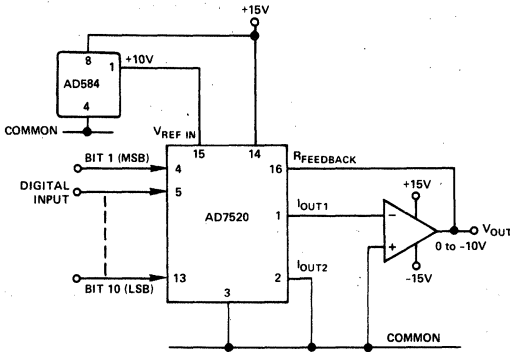 +15V
8
1
+10V
AD584
4
COMMON
VREF IN
15
14
RFEEDBACK
16
BIT 1 (MSB)
4
DIGITAL
INPUT
5
AD7520
1
IOUT1
+15V
−
+
VOUT
0 to -10V
-15V
BIT 10 (LSB)
13
2
IOUT2
3
COMMON